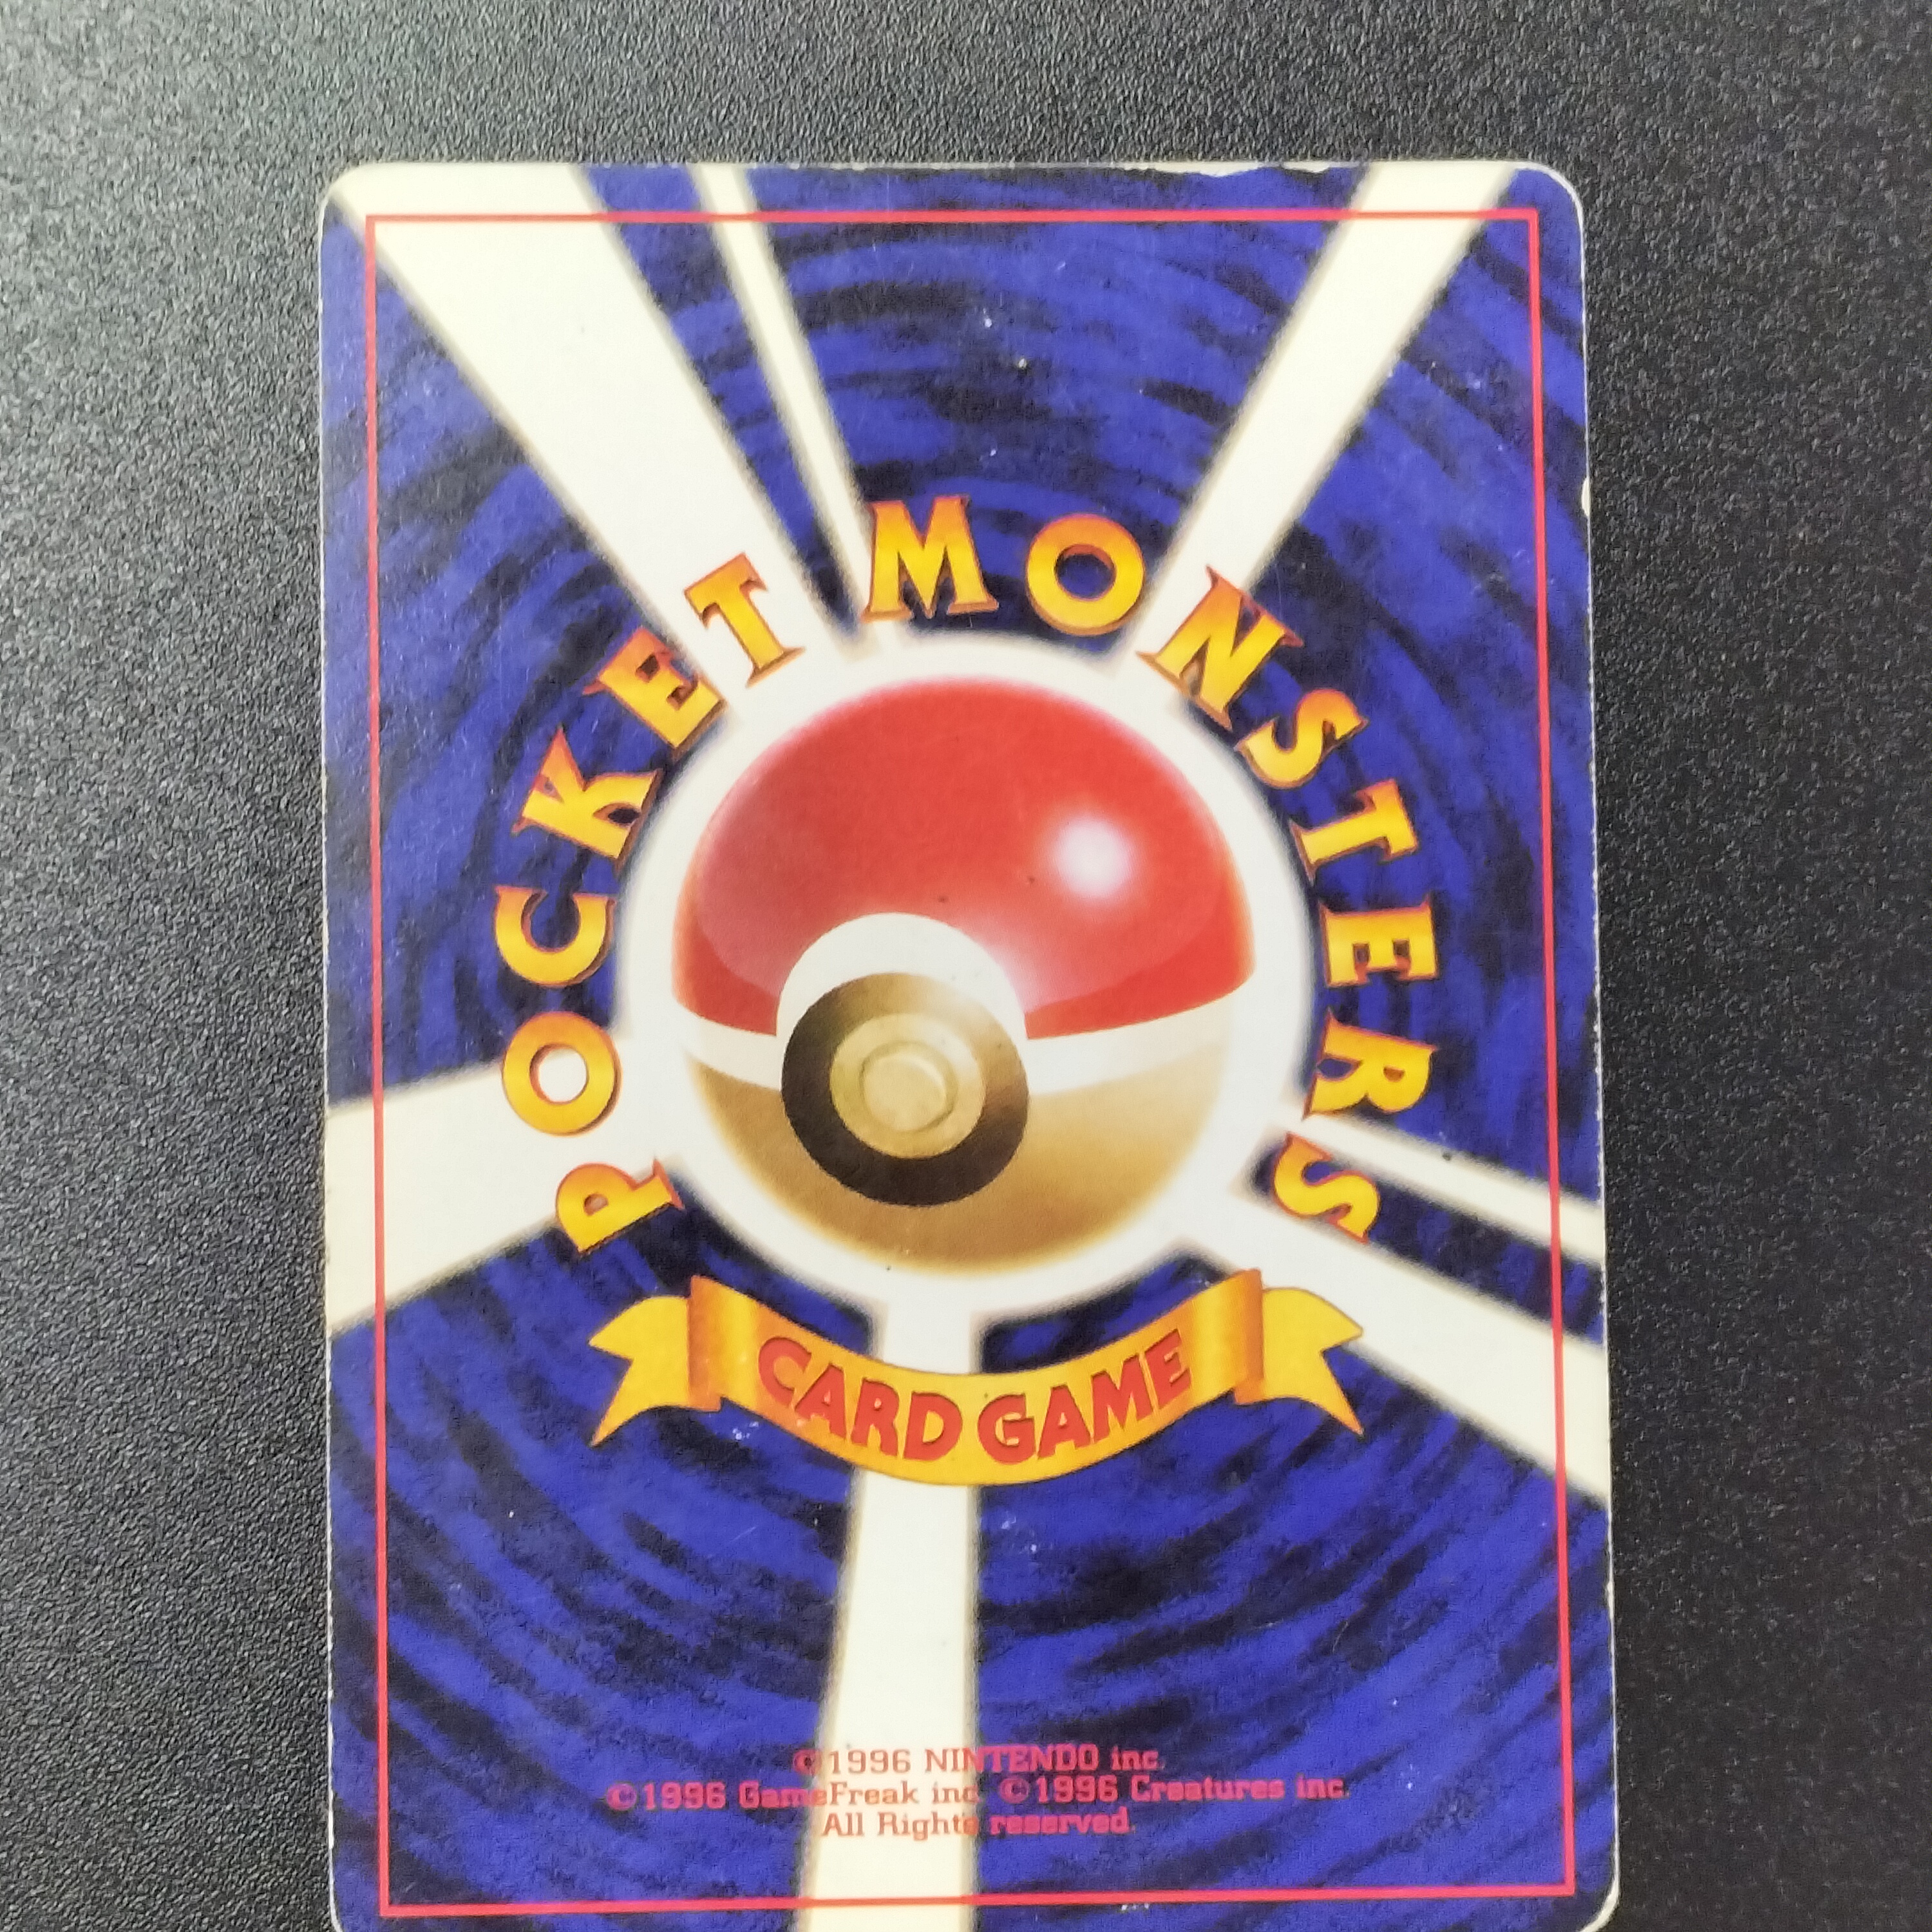 POCKET MONSTERS
CARD GAME
©1996 NINTENDO inc.
©1996 GameFreak inc. ©1996 Creatures inc.
All Rights reserved.